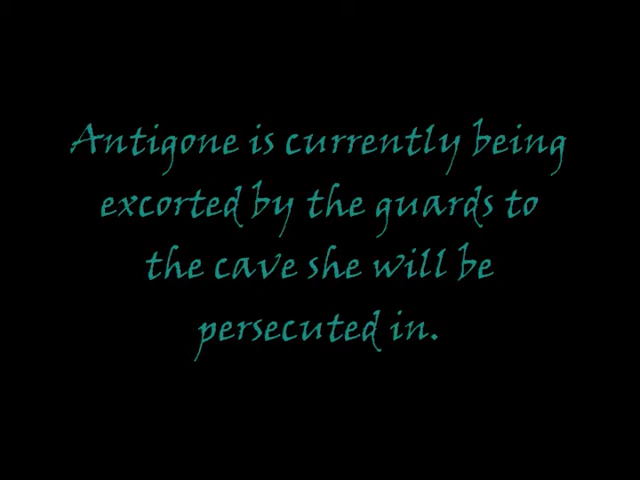 Antigone is currently being
excorted by the guards to
the cave she will be
persecuted in.